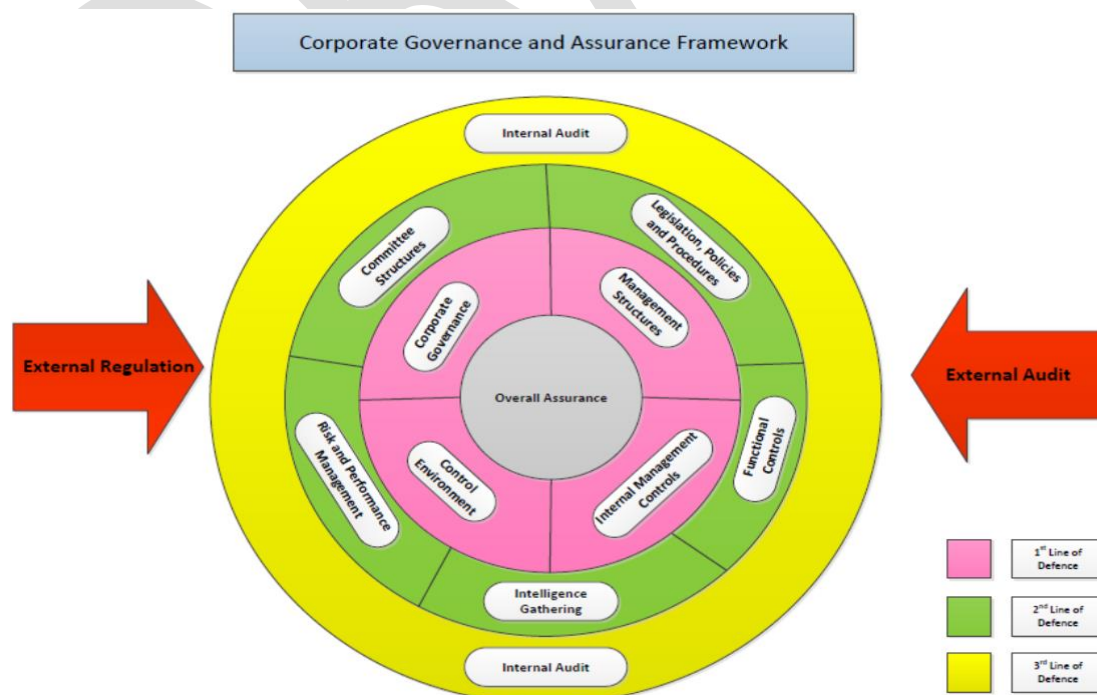 Corporate Governance and Assurance Framework
Internal Audit
Committee
Structures
Legislation, Policies
and Procedures
Corporate
Governance
Management
Structures
External Regulation
External Audit
Overall Assurance
Risk and Performance
Management
Control
Environment
Internal Management
Controls
Functional
Controls
Intelligence
Gathering
Internal Audit
1st Line of
Defence
2nd Line of
Defence
3rd Line of
Defence